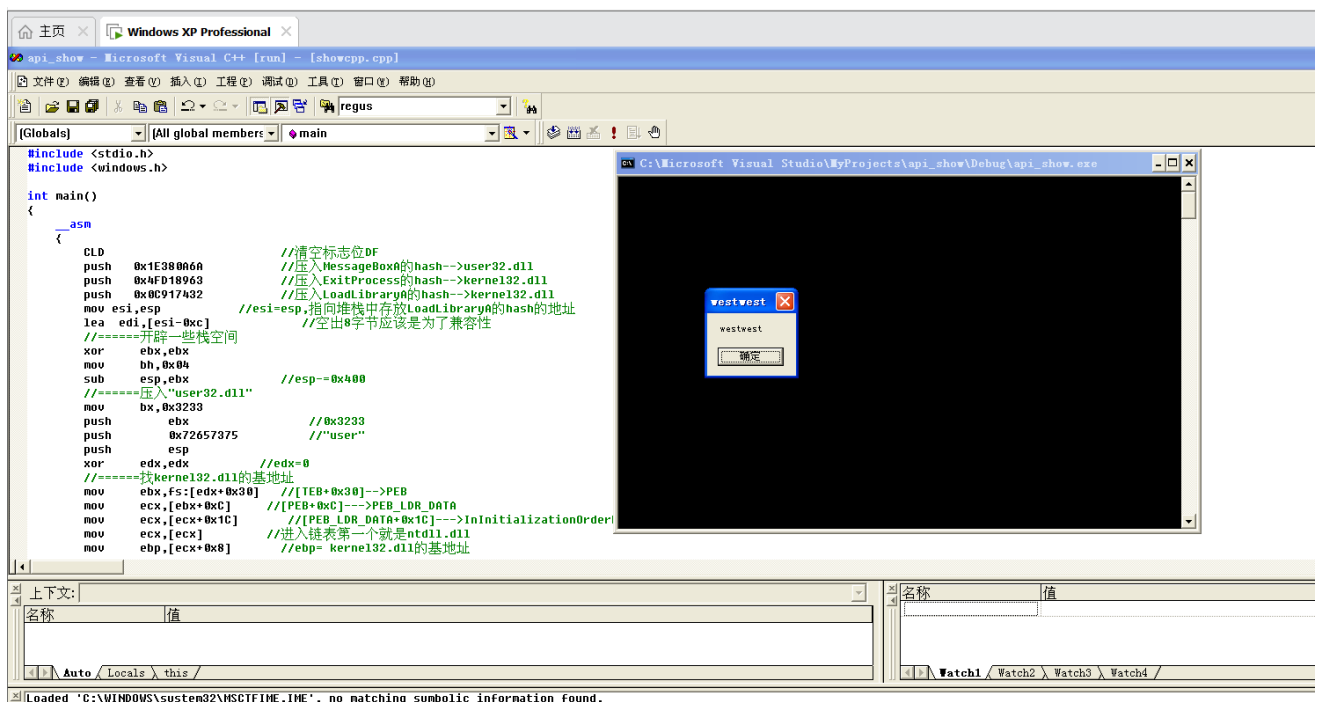 主页
Windows XP Professional
api_show - Microsoft Visual C++ [run] - [showcpp.cpp]
文件(F) 编辑(E) 查看(V) 插入(I) 工程(P) 调试(D) 工具(T) 窗口(W) 帮助(H)
regus
(Globals) (All global members main
#include <stdio.h>
#include <windows.h>
int main()
{
__asm
{
CLD //清空标志位DF
push 0x1E380A6A //压入MessageBoxA的hash-->user32.dll
push 0x4FD18963 //压入ExitProcess的hash-->kernel32.dll
push 0x0C917432 //压入LoadLibraryA的hash-->kernel32.dll
mov esi,esp //esi=esp,指向堆栈中存放LoadLibraryA的hash的地址
lea edi,[esi-0xc] //空出8字节应该是为了兼容性
//======开辟一些栈空间
xor ebx,ebx
mov bh,0x04
sub esp,ebx //esp-=0x400
//======压入"user32.dll"
mov bx,0x3233
push ebx //0x3233
push 0x72657375 //"user"
push esp
xor edx,edx //edx=0
//======找kernel32.dll的基地址
mov ebx,fs:[edx+0x30] //[TEB+0x30]-->PEB
mov ecx,[ebx+0xC] //[PEB+0xC]--->PEB_LDR_DATA
mov ecx,[ecx+0x1C] //[PEB_LDR_DATA+0x1C]--->InInitializationOrder
mov ecx,[ecx] //进入链表第一个就是ntdll.dll
mov ebp,[ecx+0x8] //ebp= kernel32.dll的基地址
C:\Microsoft Visual Studio\MyProjects\api_show\Debug\api_show.exe
westwest
westwest
确定
上下文:
名称 值
Auto Locals this
名称 值
Watch1 Watch2 Watch3 Watch4
Loaded 'C:\WINDOWS\system32\MSCTFIME.IME', no matching symbolic information found.